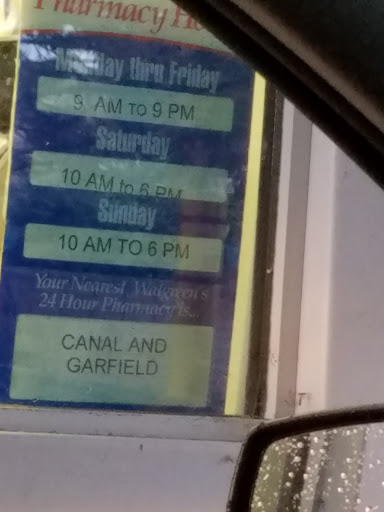 Pharmacy
Monday thru Friday
9 AM TO 9 PM
Saturday
10 AM to 6 PM
Sunday
10 AM TO 6 PM
Your Nearest Walgreen's
24 Hour Pharmacy is...
CANAL AND
GARFIELD